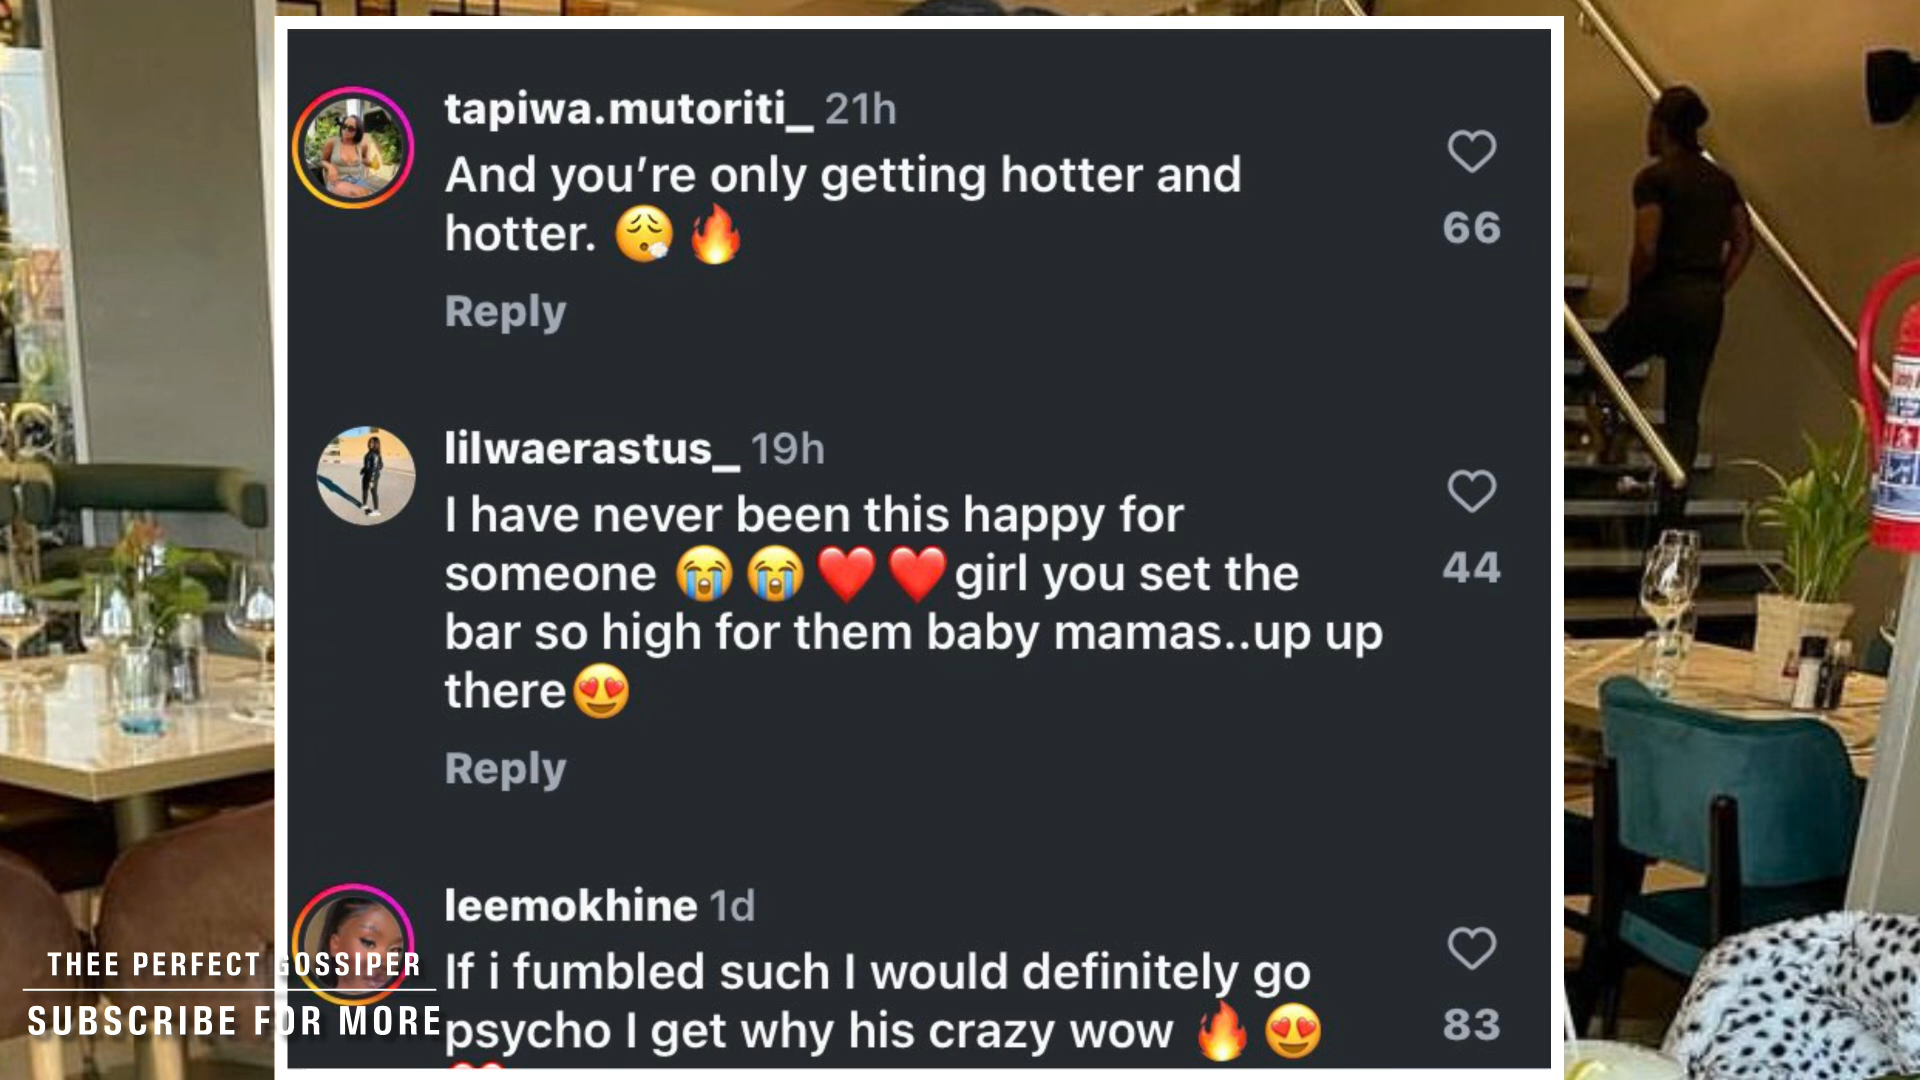 tapiwa.mutoriti_ 21h
And you’re only getting hotter and
hotter. 😮‍💨 🔥
66
Reply
lilwaerastus_ 19h
I have never been this happy for
someone 😭 😭 ❤️ ❤️ girl you set the
bar so high for them baby mamas..up up
there😍
44
Reply
leemokhine 1d
If i fumbled such I would definitely go
psycho I get why his crazy wow 🔥 😍
83
THEE PERFECT GOSSIPER
SUBSCRIBE FOR MORE